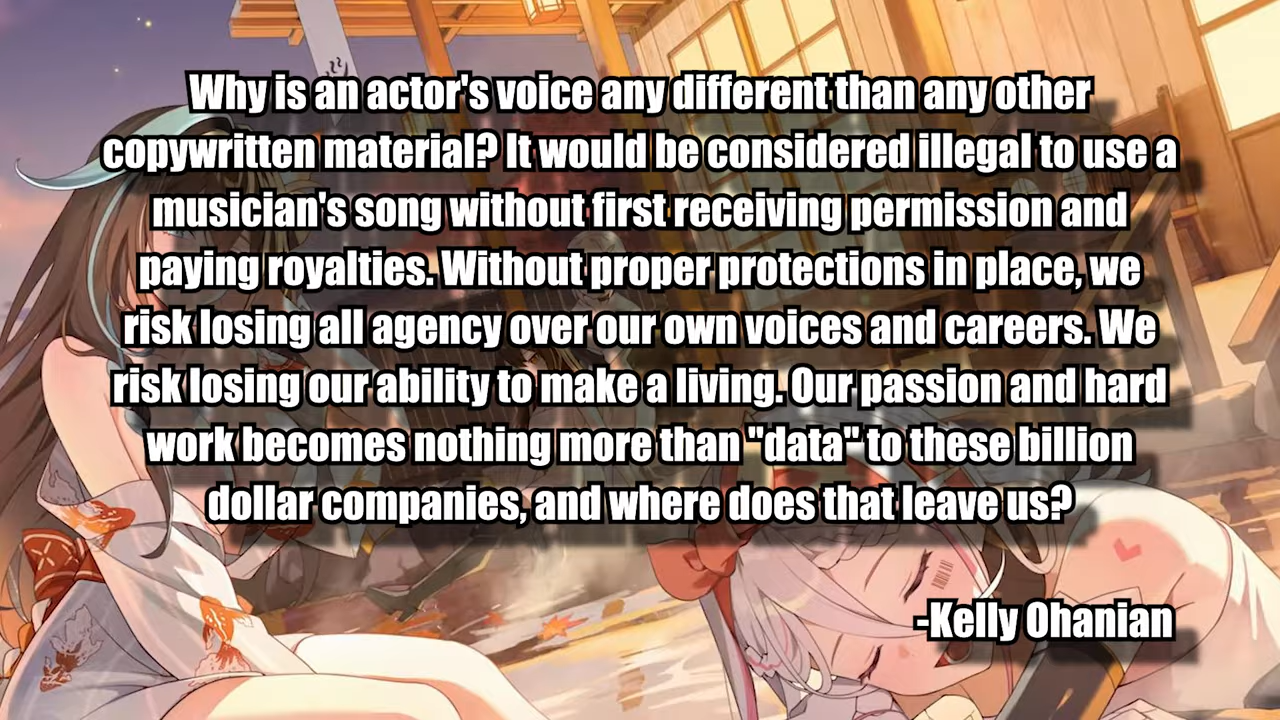 Why is an actor's voice any different than any other
copywritten material? It would be considered illegal to use a
musician's song without first receiving permission and
paying royalties. Without proper protections in place, we
risk losing all agency over our own voices and careers. We
risk losing our ability to make a living. Our passion and hard
work becomes nothing more than "data" to these billion
dollar companies, and where does that leave us?
-Kelly Ohanian